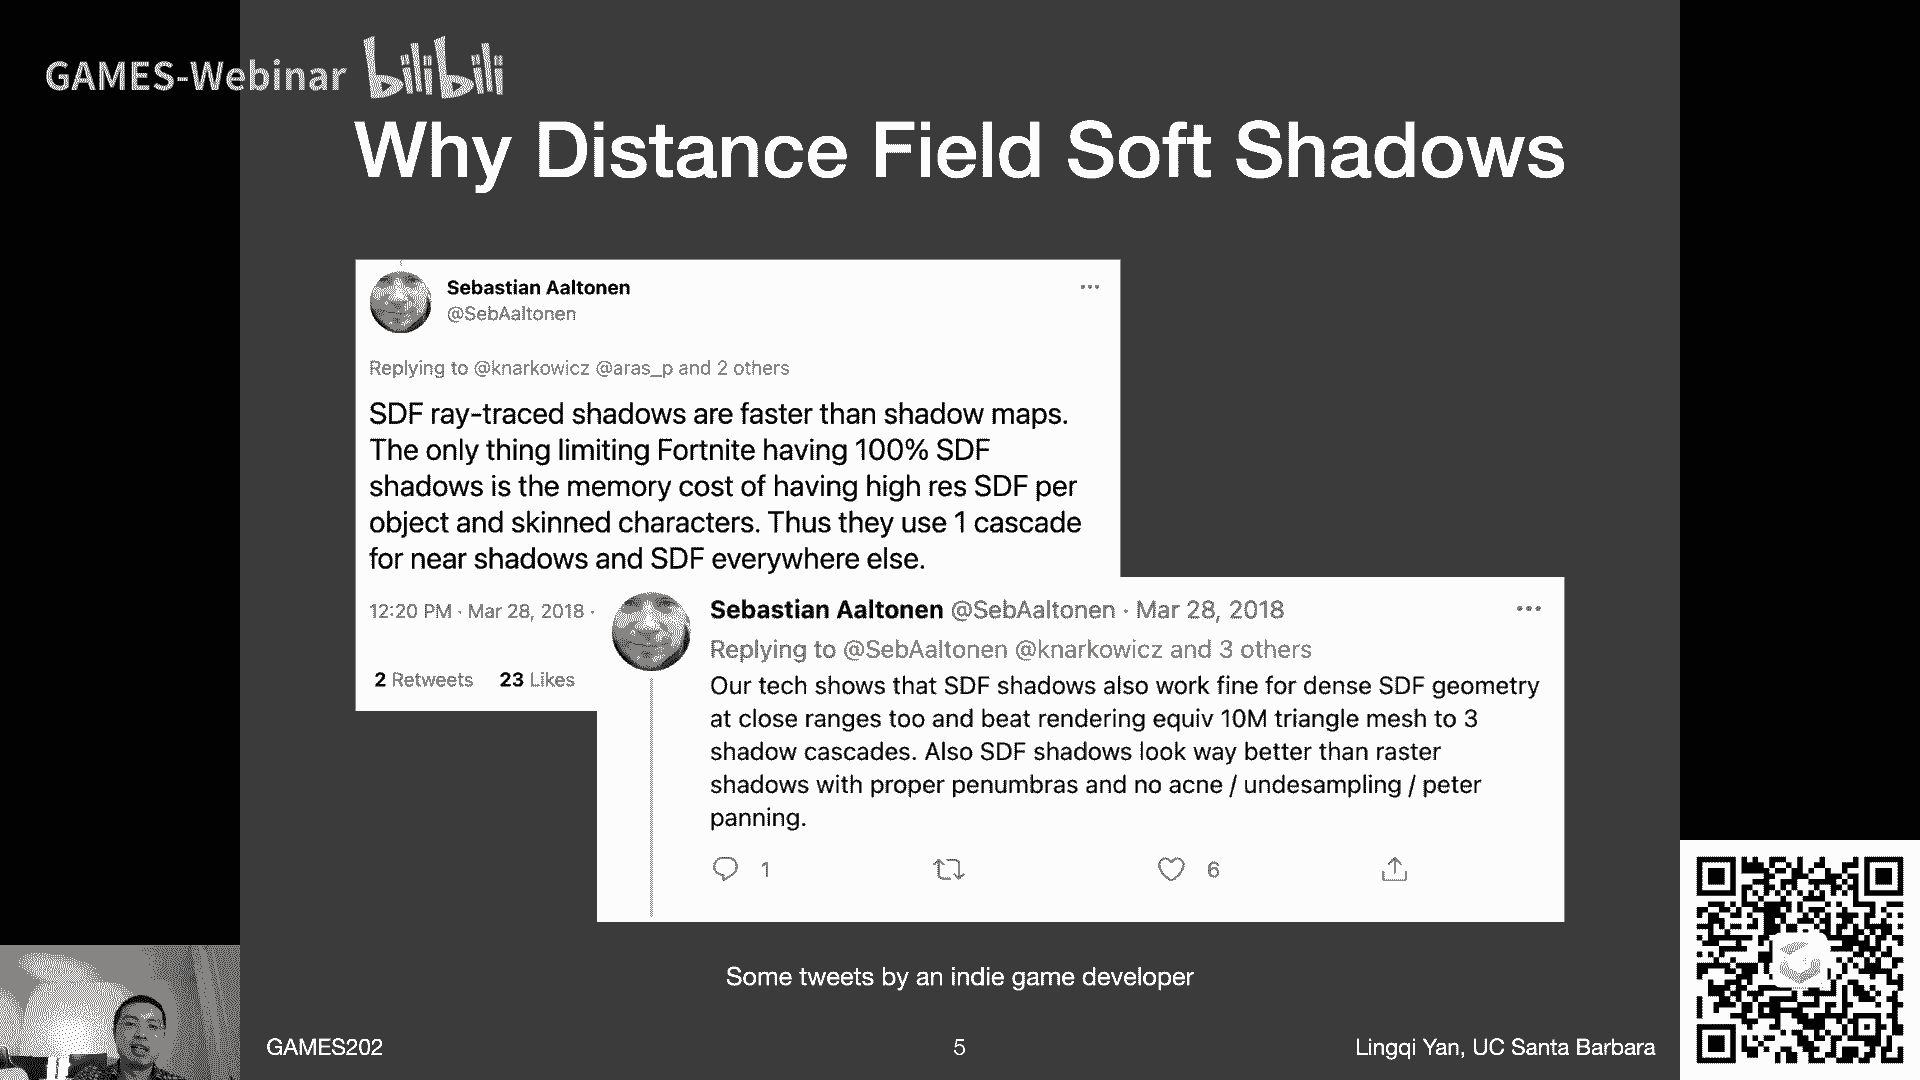 GAMES-Webinar bilibili
Why Distance Field Soft Shadows
Sebastian Aaltonen
@SebAaltonen
Replying to @knarkowicz @aras_p and 2 others
SDF ray-traced shadows are faster than shadow maps.
The only thing limiting Fortnite having 100% SDF
shadows is the memory cost of having high res SDF per
object and skinned characters. Thus they use 1 cascade
for near shadows and SDF everywhere else.
12:20 PM · Mar 28, 2018 ·
2 Retweets 23 Likes
Sebastian Aaltonen @SebAaltonen · Mar 28, 2018
Replying to @SebAaltonen @knarkowicz and 3 others
Our tech shows that SDF shadows also work fine for dense SDF geometry
at close ranges too and beat rendering equiv 10M triangle mesh to 3
shadow cascades. Also SDF shadows look way better than raster
shadows with proper penumbras and no acne / undesampling / peter
panning.
1 6
Some tweets by an indie game developer
GAMES202 5 Lingqi Yan, UC Santa Barbara